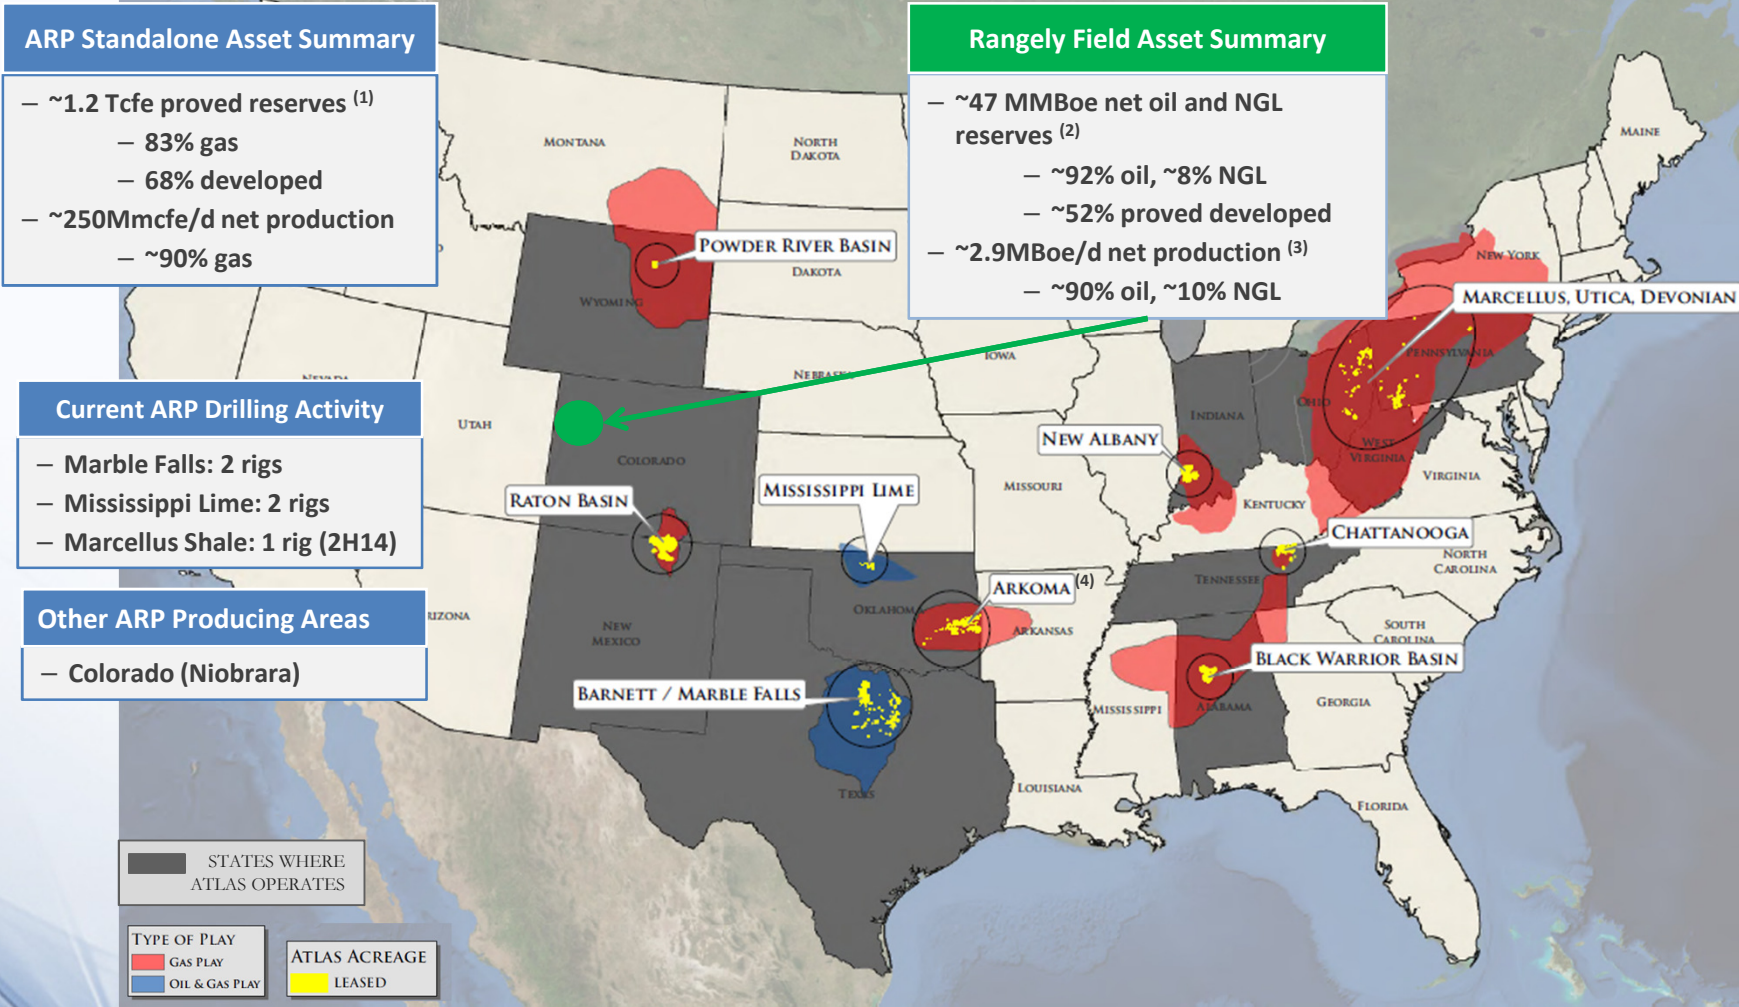 ARP Standalone Asset Summary
– ~1.2 Tcfe proved reserves (1)
– 83% gas
– 68% developed
– ~250Mmcfe/d net production
– ~90% gas
Rangely Field Asset Summary
– ~47 MMBoe net oil and NGL
reserves (2)
– ~92% oil, ~8% NGL
– ~52% proved developed
– ~2.9MBoe/d net production (3)
– ~90% oil, ~10% NGL
Current ARP Drilling Activity
– Marble Falls: 2 rigs
– Mississippi Lime: 2 rigs
– Marcellus Shale: 1 rig (2H14)
Other ARP Producing Areas
– Colorado (Niobrara)
MONTANA
NORTH
DAKOTA
MAINE
POWDER RIVER BASIN
DAKOTA
WYOMING
NEW YORK
MARCELLUS, UTICA, DEVONIAN
PENNSYLVANIA
IOWA
NEBRASKA
NEVADA
UTAH
COLORADO
INDIANA
OHIO
WEST
VIRGINIA
VIRGINIA
NEW ALBANY
MISSISSIPPI LIME
RATON BASIN
MISSOURI
KENTUCKY
CHATTANOOGA
NORTH
CAROLINA
TENNESSEE
ARKOMA (4)
OKLAHOMA
ARKANSAS
RIZONA
NEW
MEXICO
SOUTH
CAROLINA
BLACK WARRIOR BASIN
BARNETT / MARBLE FALLS
MISSISSIPPI
ALABAMA
GEORGIA
TEXAS
LOUISIANA
FLORIDA
STATES WHERE
ATLAS OPERATES
TYPE OF PLAY
GAS PLAY
OIL & GAS PLAY
ATLAS ACREAGE
LEASED